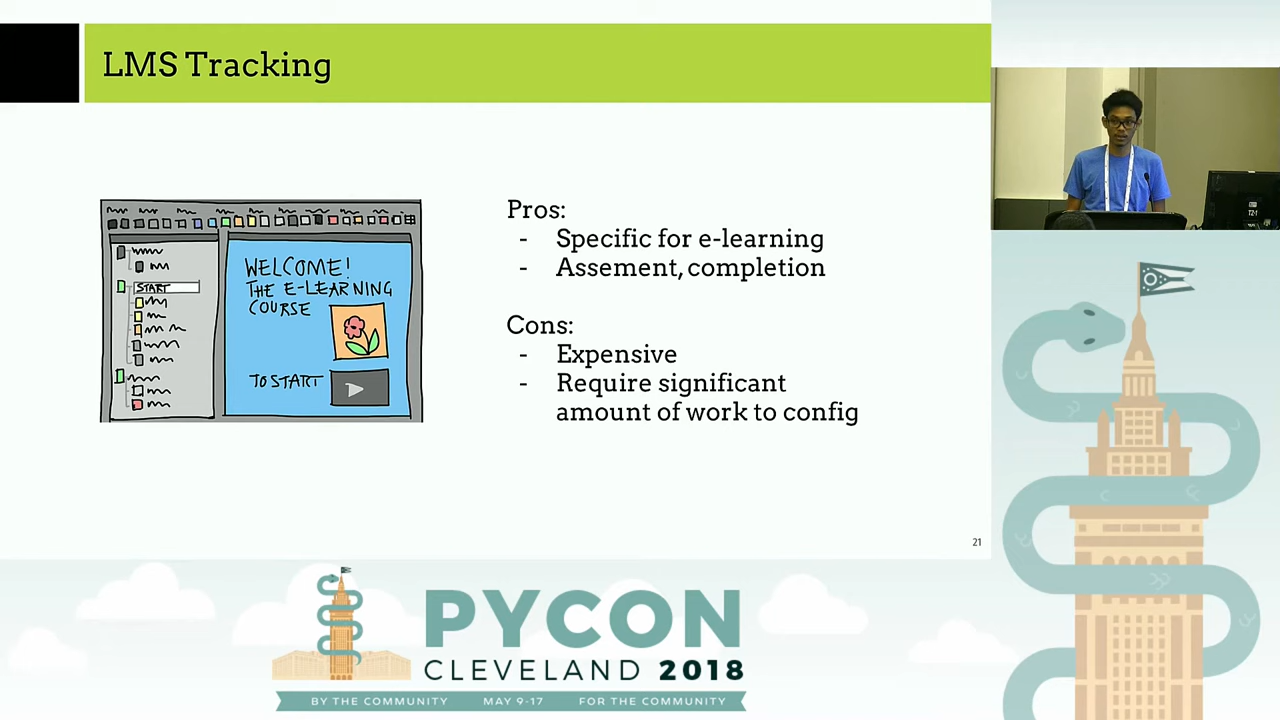 LMS Tracking
WELCOME!
THE E-LEARNING
COURSE
START
TO START
Pros:
- Specific for e-learning
- Assement, completion
Cons:
- Expensive
- Require significant
amount of work to config
21
PYCON
CLEVELAND 2018
BY THE COMMUNITY MAY 9-17 FOR THE COMMUNITY